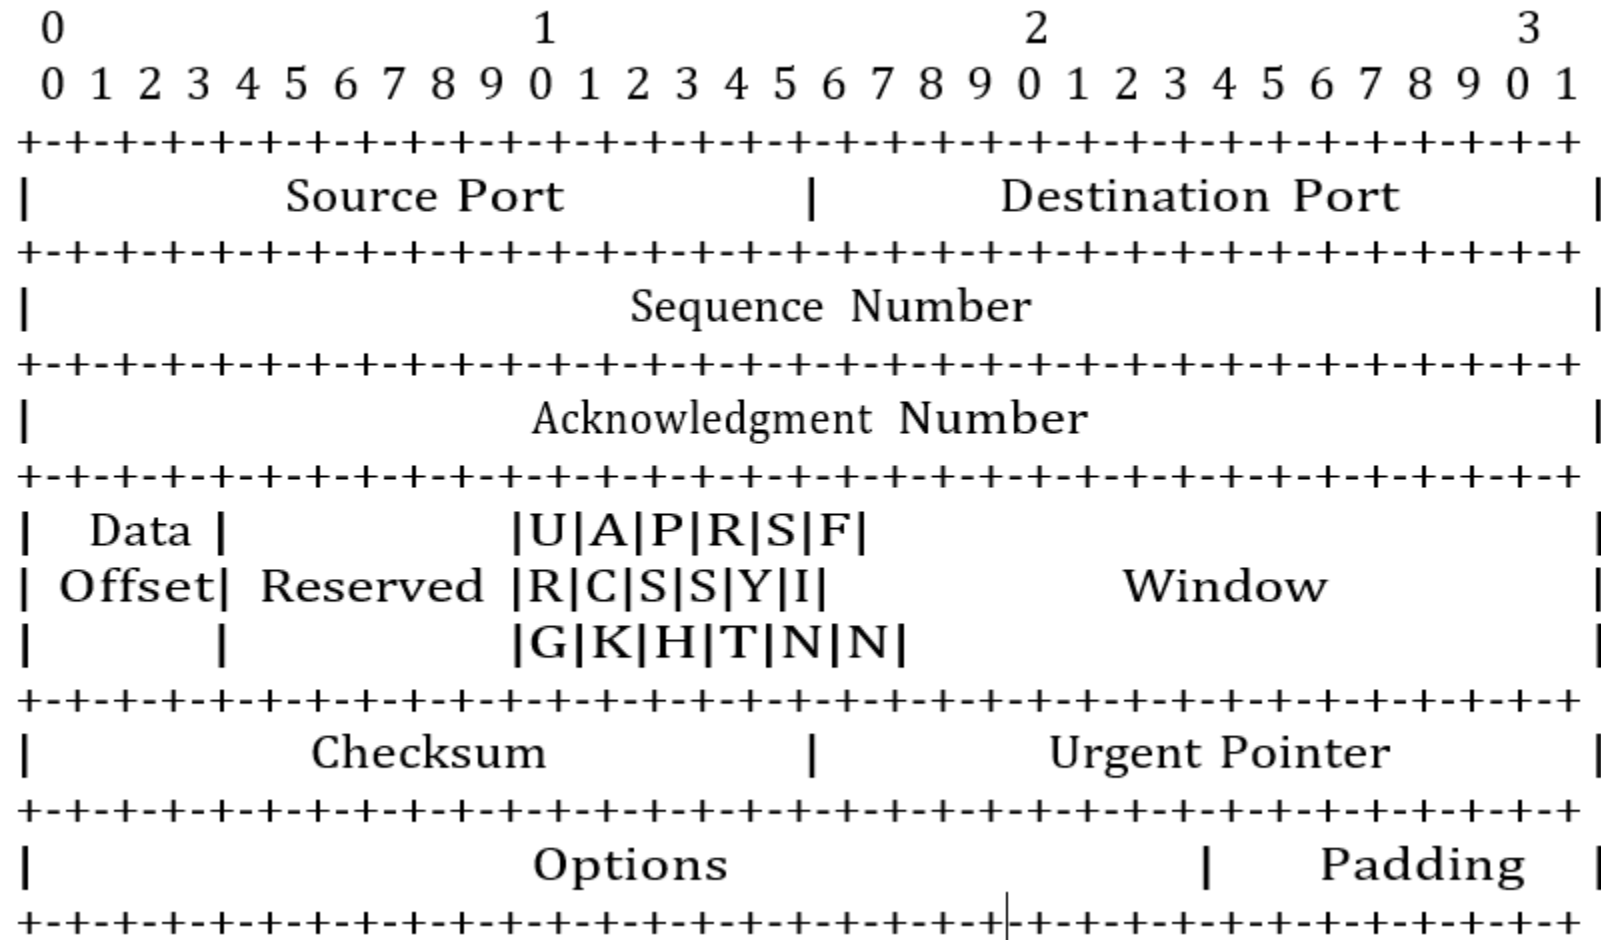 0 1 2 3
0 1 2 3 4 5 6 7 8 9 0 1 2 3 4 5 6 7 8 9 0 1 2 3 4 5 6 7 8 9 0 1
+-+-+-+-+-+-+-+-+-+-+-+-+-+-+-+-+-+-+-+-+-+-+-+-+-+-+-+-+-+-+-+-+
| Source Port | Destination Port |
+-+-+-+-+-+-+-+-+-+-+-+-+-+-+-+-+-+-+-+-+-+-+-+-+-+-+-+-+-+-+-+-+
| Sequence Number |
+-+-+-+-+-+-+-+-+-+-+-+-+-+-+-+-+-+-+-+-+-+-+-+-+-+-+-+-+-+-+-+-+
| Acknowledgment Number |
+-+-+-+-+-+-+-+-+-+-+-+-+-+-+-+-+-+-+-+-+-+-+-+-+-+-+-+-+-+-+-+-+
| Data | |U|A|P|R|S|F| |
| Offset| Reserved |R|C|S|S|Y|I| Window |
| | |G|K|H|T|N|N| |
+-+-+-+-+-+-+-+-+-+-+-+-+-+-+-+-+-+-+-+-+-+-+-+-+-+-+-+-+-+-+-+-+
| Checksum | Urgent Pointer |
+-+-+-+-+-+-+-+-+-+-+-+-+-+-+-+-+-+-+-+-+-+-+-+-+-+-+-+-+-+-+-+-+
| Options | Padding |
+-+-+-+-+-+-+-+-+-+-+-+-+-+-+-+-+-+-+-+-+-+-+-+-+-+-+-+-+-+-+-+-+